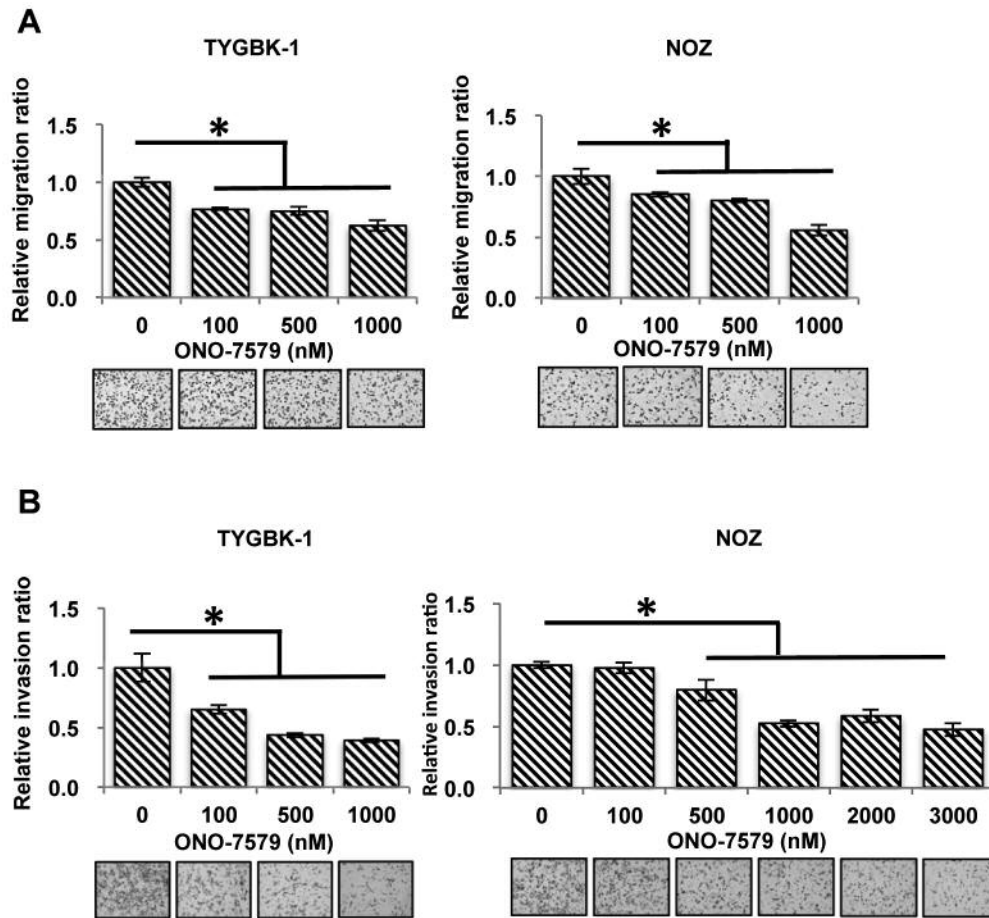 A
TYGBK-1
NOZ
Relative migration ratio
1.5
1.0
0.5
0.0
*
0 100 500 1000
ONO-7579 (nM)
Relative migration ratio
1.5
1.0
0.5
0.0
*
0 100 500 1000
ONO-7579 (nM)
B
TYGBK-1
NOZ
Relative invasion ratio
1.5
1.0
0.5
0.0
*
0 100 500 1000
ONO-7579 (nM)
Relative invasion ratio
1.5
1.0
0.5
0.0
*
0 100 500 1000 2000 3000
ONO-7579 (nM)